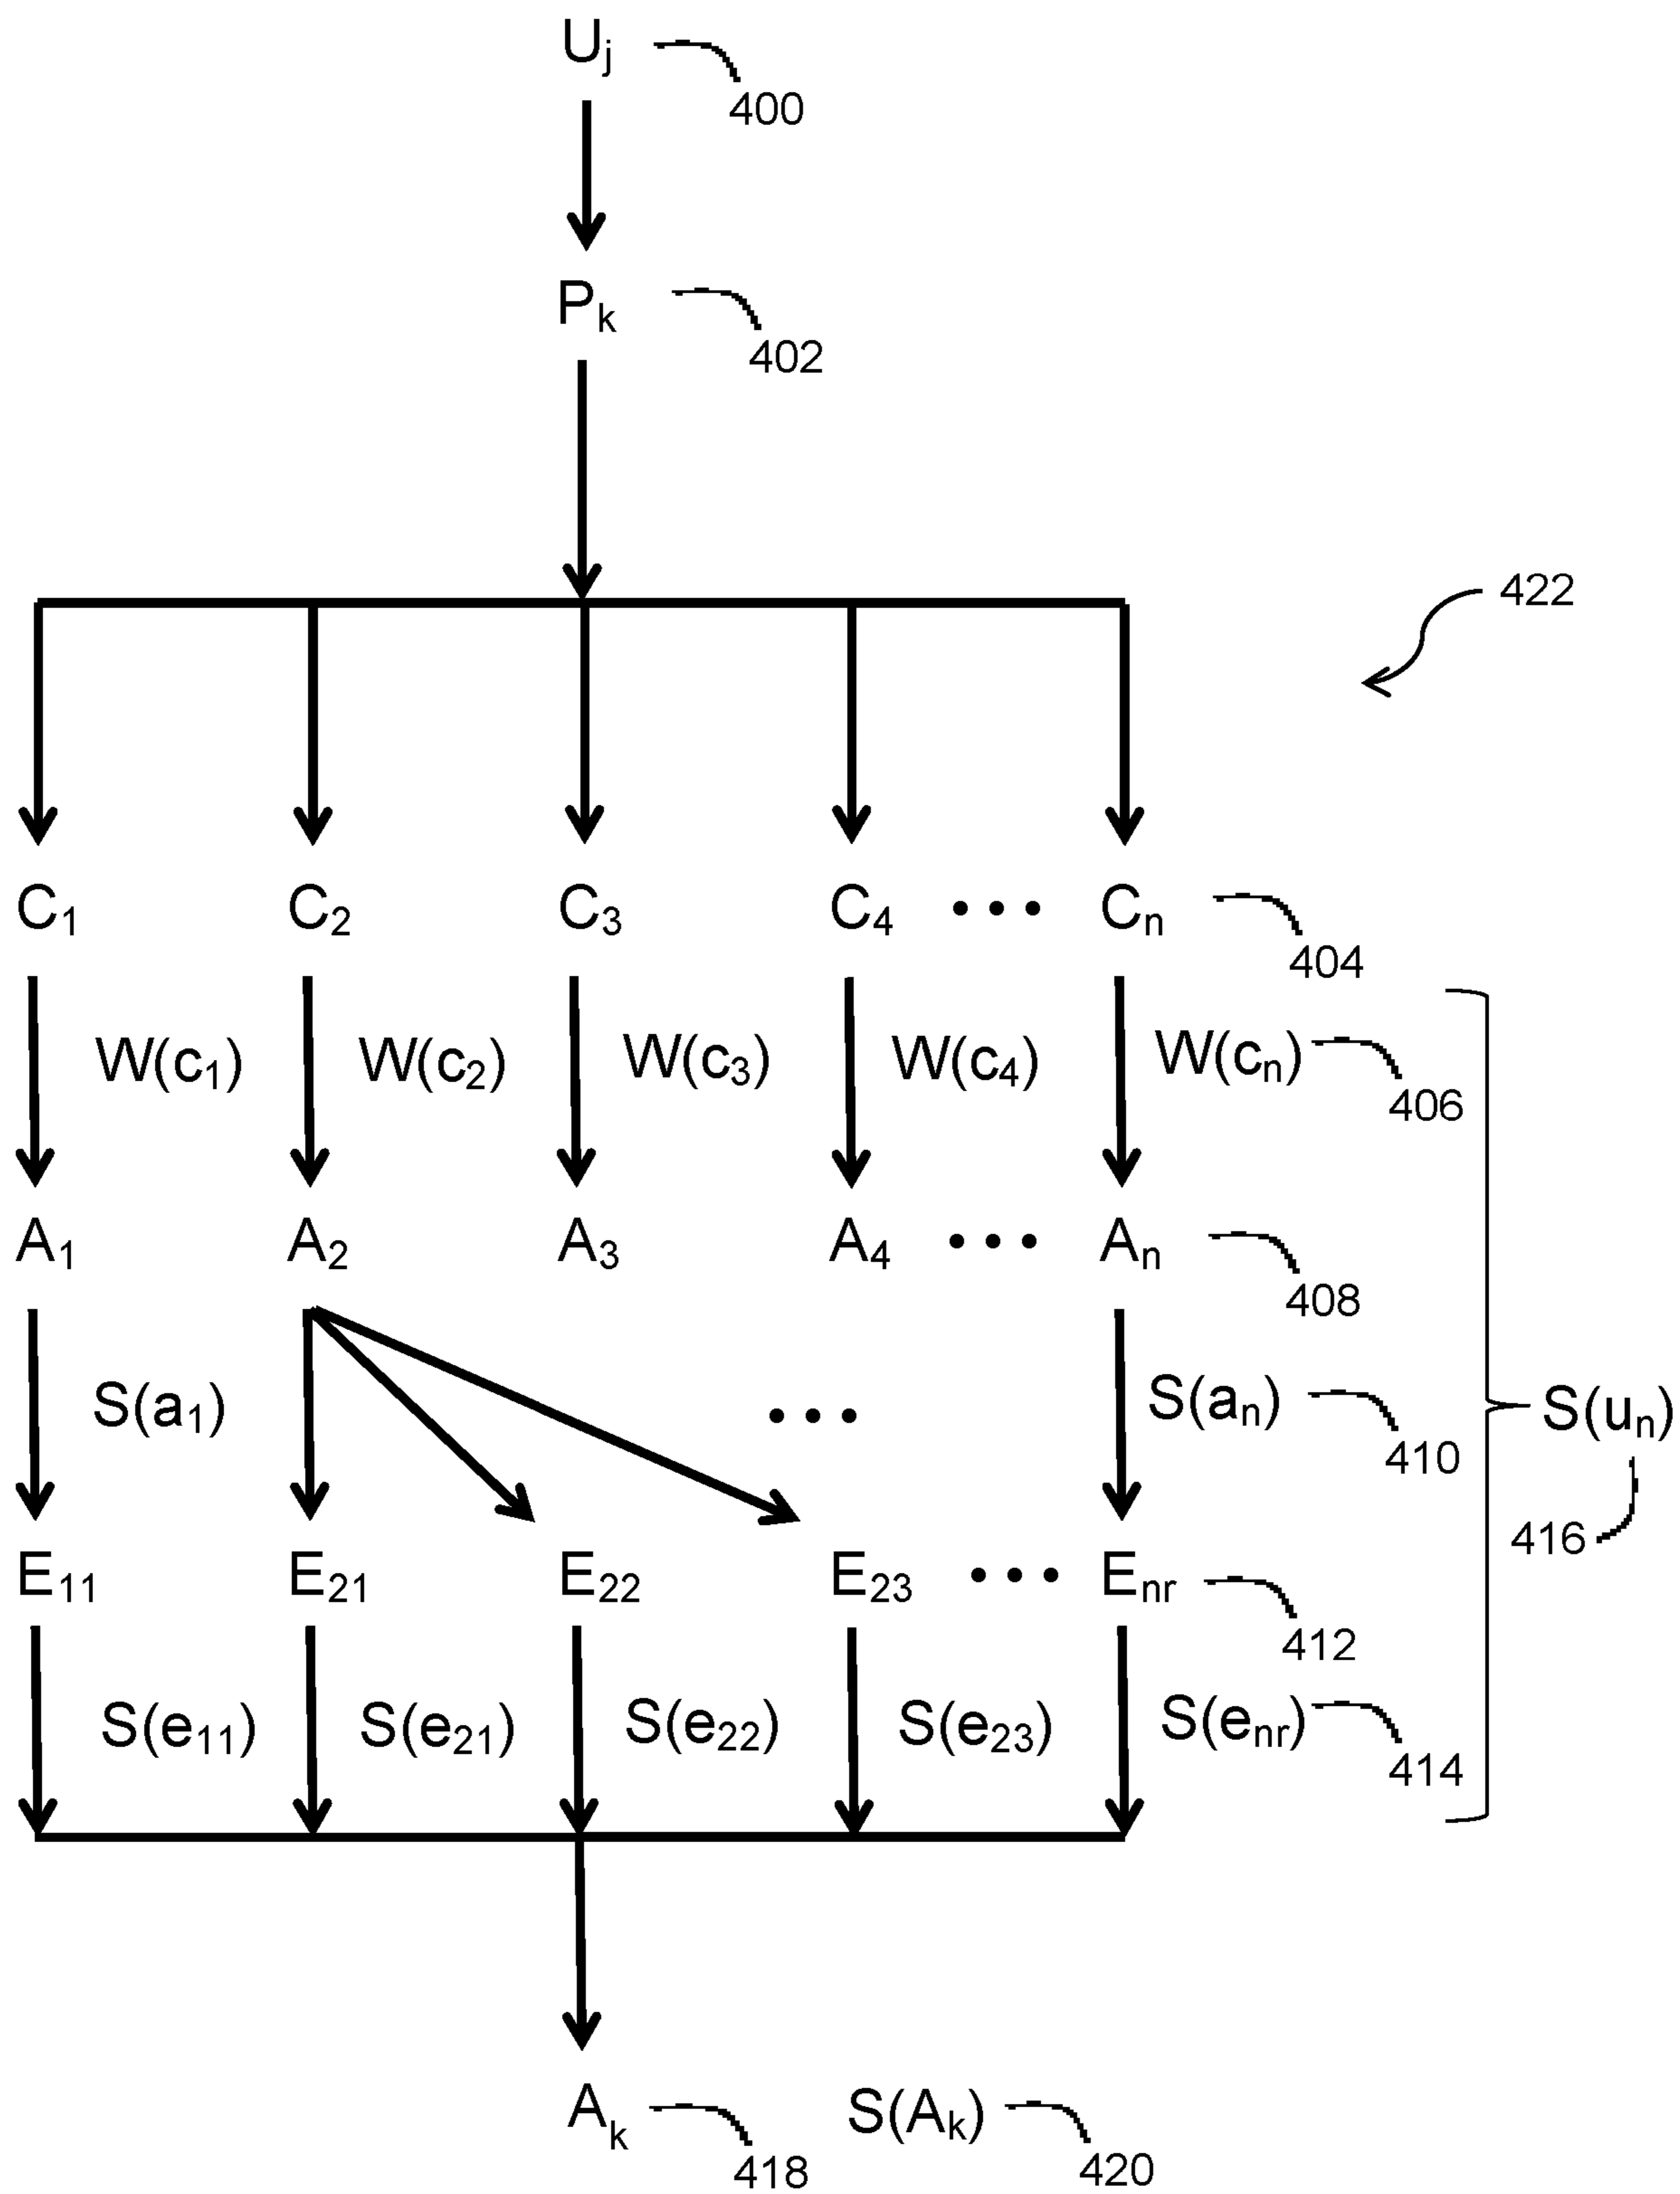 Uj
400
Pk
402
422
C1 C2 C3 C4 ••• Cn
404
W(c1) W(c2) W(c3) W(c4) W(cn)
406
A1 A2 A3 A4 ••• An
408
S(a1) ••• S(an)
410
S(un)
416
E11 E21 E22 E23 ••• Enr
412
S(e11) S(e21) S(e22) S(e23) S(enr)
414
Ak S(Ak)
418 420